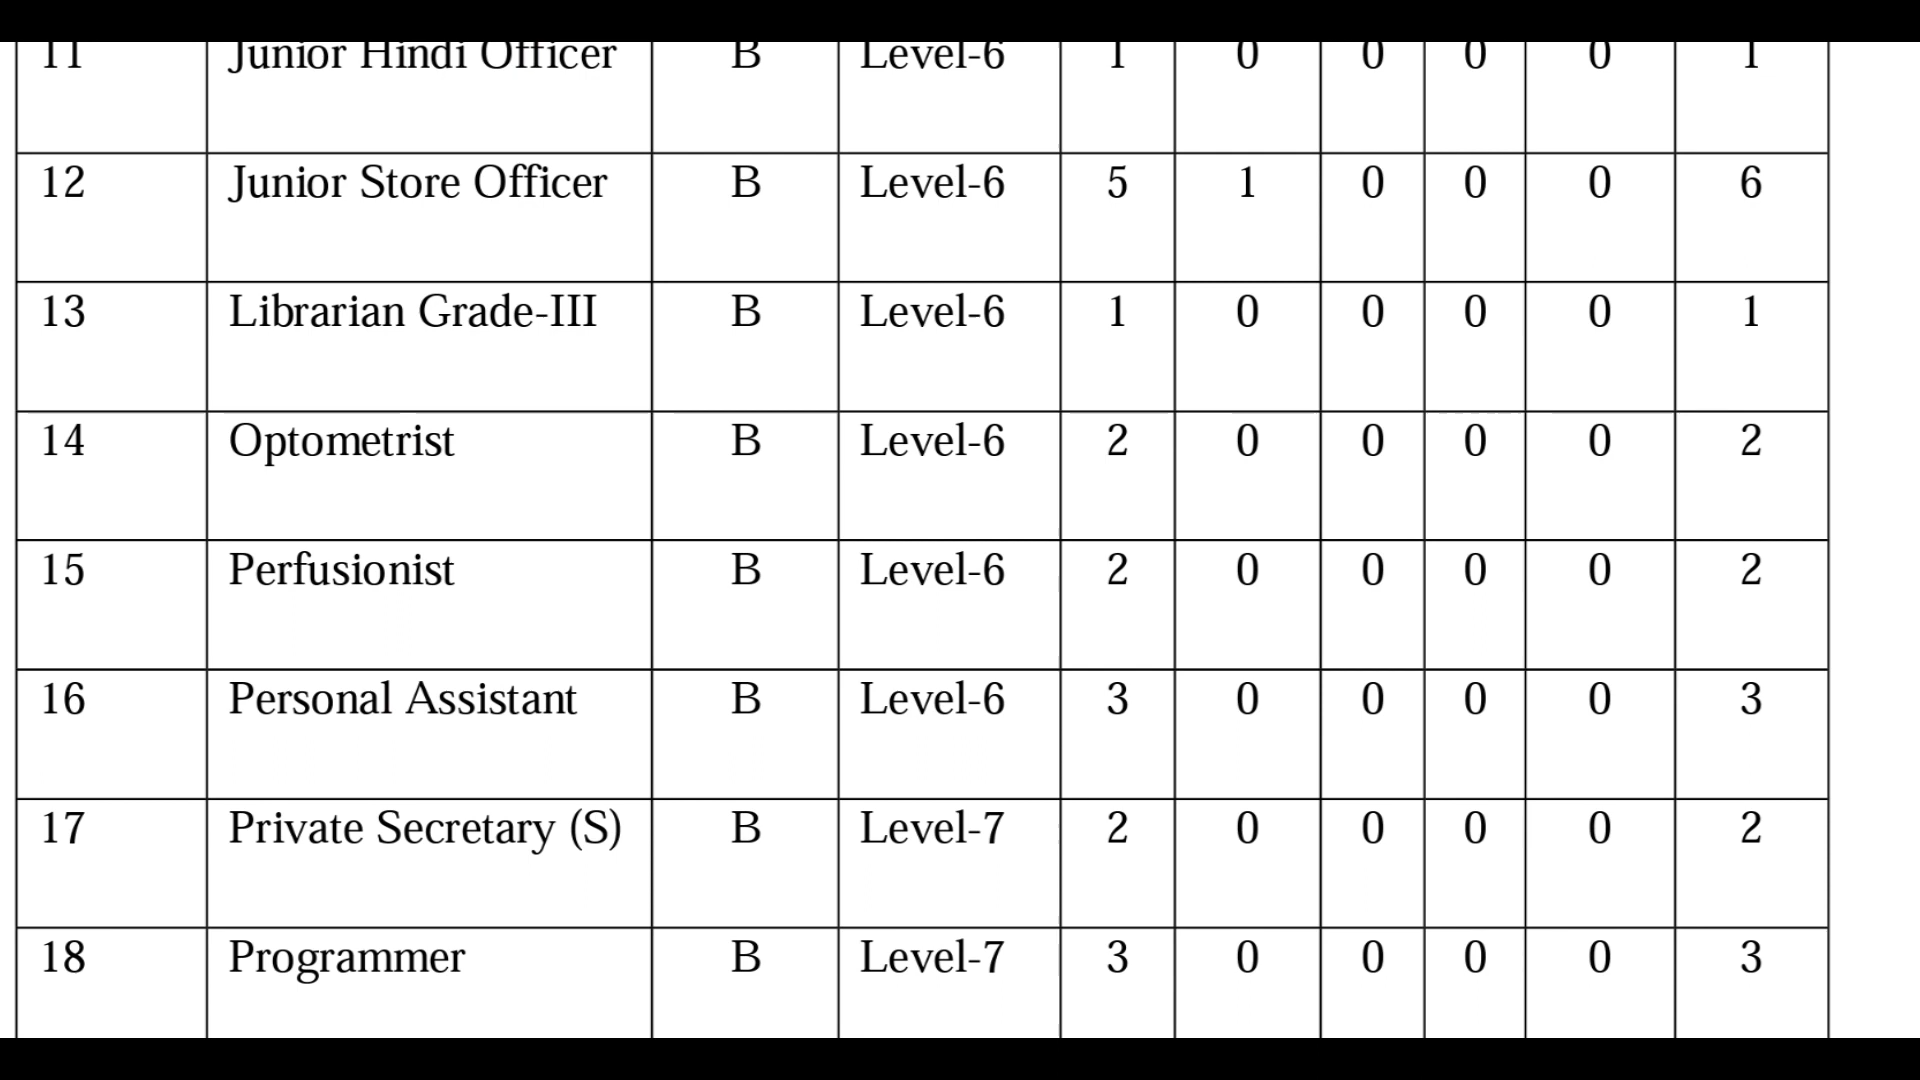 11 Junior Hindi Officer B Level-6 1 0 0 0 0 1
12 Junior Store Officer B Level-6 5 1 0 0 0 6
13 Librarian Grade-III B Level-6 1 0 0 0 0 1
14 Optometrist B Level-6 2 0 0 0 0 2
15 Perfusionist B Level-6 2 0 0 0 0 2
16 Personal Assistant B Level-6 3 0 0 0 0 3
17 Private Secretary (S) B Level-7 2 0 0 0 0 2
18 Programmer B Level-7 3 0 0 0 0 3